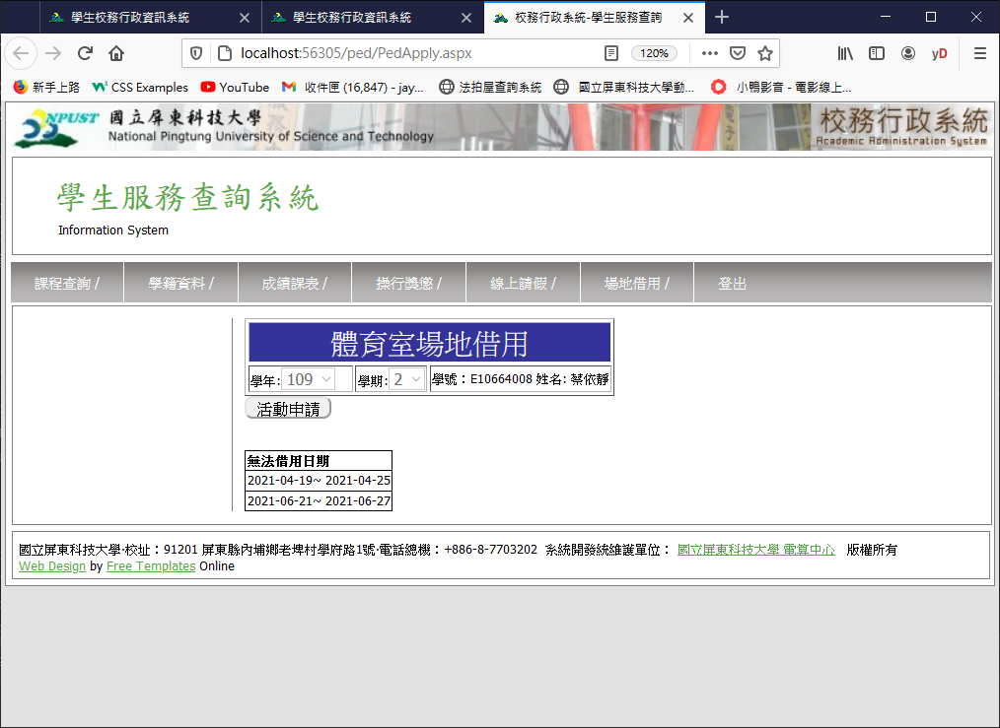 學生校務行政資訊系統
學生校務行政資訊系統
校務行政系統-學生服務查詢
localhost:56305/ped/PedApply.aspx
120%
yD
新手上路
CSS Examples
YouTube
收件匣 (16,847) - jay...
法拍屋查詢系統
國立屏東科技大學動...
小鴨影音 - 電影線上...
NPUST 國立屏東科技大學
National Pingtung University of Science and Technology
校務行政系統
Academic Administration System
學生服務查詢系統
Information System
課程查詢 / 學籍資料 / 成績課表 / 操行獎懲 / 線上請假 / 場地借用 / 登出
體育室場地借用
學年: 109 學期: 2 學號：E10664008 姓名: 蔡依靜
活動申請
無法借用日期
2021-04-19~ 2021-04-25
2021-06-21~ 2021-06-27
國立屏東科技大學‧校址：91201 屏東縣內埔鄉老埤村學府路1號‧電話總機：+886-8-7703202 系統開發統維護單位： 國立屏東科技大學 電算中心 版權所有
Web Design by Free Templates Online